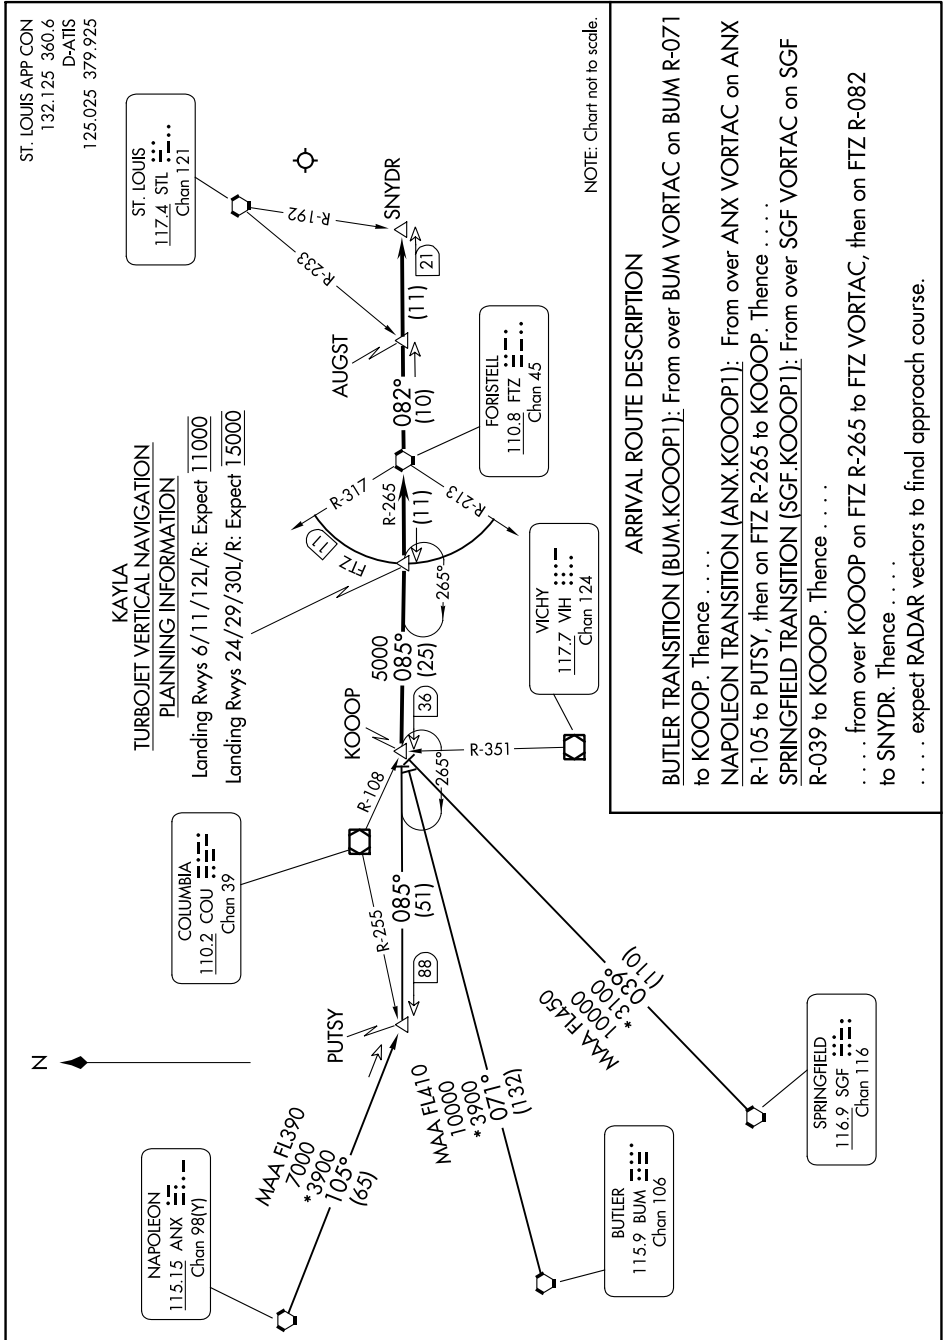 ST. LOUIS APP CON
132.125 360.6
D-ATIS
125.025 379.925
ST. LOUIS
117.4 STL
Chan 121
SNYDR
R-192
R-233
21
(11)
AUGST
KAYLA
TURBOJET VERTICAL NAVIGATION
PLANNING INFORMATION
Landing Rwys 6/11/12L/R: Expect 11000
Landing Rwys 24/29/30L/R: Expect 15000
082°
(10)
FORISTELL
110.8 FTZ
Chan 45
R-317
R-265
R-213
11
FTZ
(11)
265°
5000
085°
(25)
VICHY
117.7 VIH
Chan 124
KOOOP
36
R-351
R-108
265°
COLUMBIA
110.2 COU
Chan 39
R-255
085°
(51)
88
PUTSY
N
NAPOLEON
115.15 ANX
Chan 98(Y)
MAA FL390
7000
*3900
105°
(65)
MAA FL410
10000
*3900
071°
(132)
BUTLER
115.9 BUM
Chan 106
MAA FL450
10000
*3100
039°
(110)
SPRINGFIELD
116.9 SGF
Chan 116
NOTE: Chart not to scale.
ARRIVAL ROUTE DESCRIPTION
BUTLER TRANSITION (BUM.KOOOP1): From over BUM VORTAC on BUM R-071
to KOOOP. Thence . . . .
NAPOLEON TRANSITION (ANX.KOOOP1): From over ANX VORTAC on ANX
R-105 to PUTSY, then on FTZ R-265 to KOOOP. Thence . . . .
SPRINGFIELD TRANSITION (SGF.KOOOP1): From over SGF VORTAC on SGF
R-039 to KOOOP. Thence . . . .
. . . . from over KOOOP on FTZ R-265 to FTZ VORTAC, then on FTZ R-082
to SNYDR. Thence . . . .
. . . . expect RADAR vectors to final approach course.